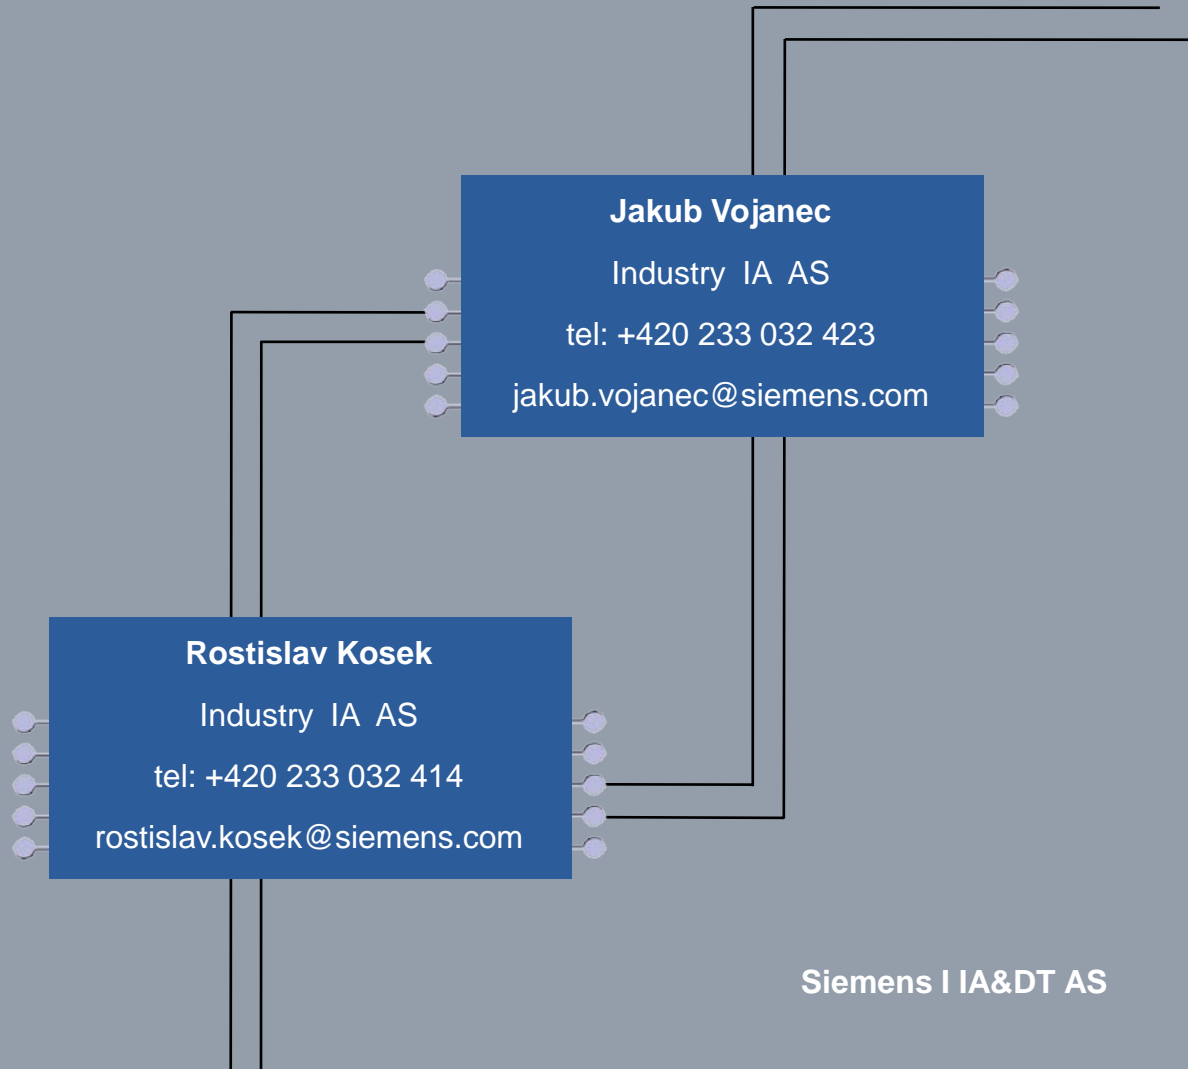 Jakub Vojanec
Industry IA AS
tel: +420 233 032 423
jakub.vojanec@siemens.com
Rostislav Kosek
Industry IA AS
tel: +420 233 032 414
rostislav.kosek@siemens.com
Siemens I IA&DT AS